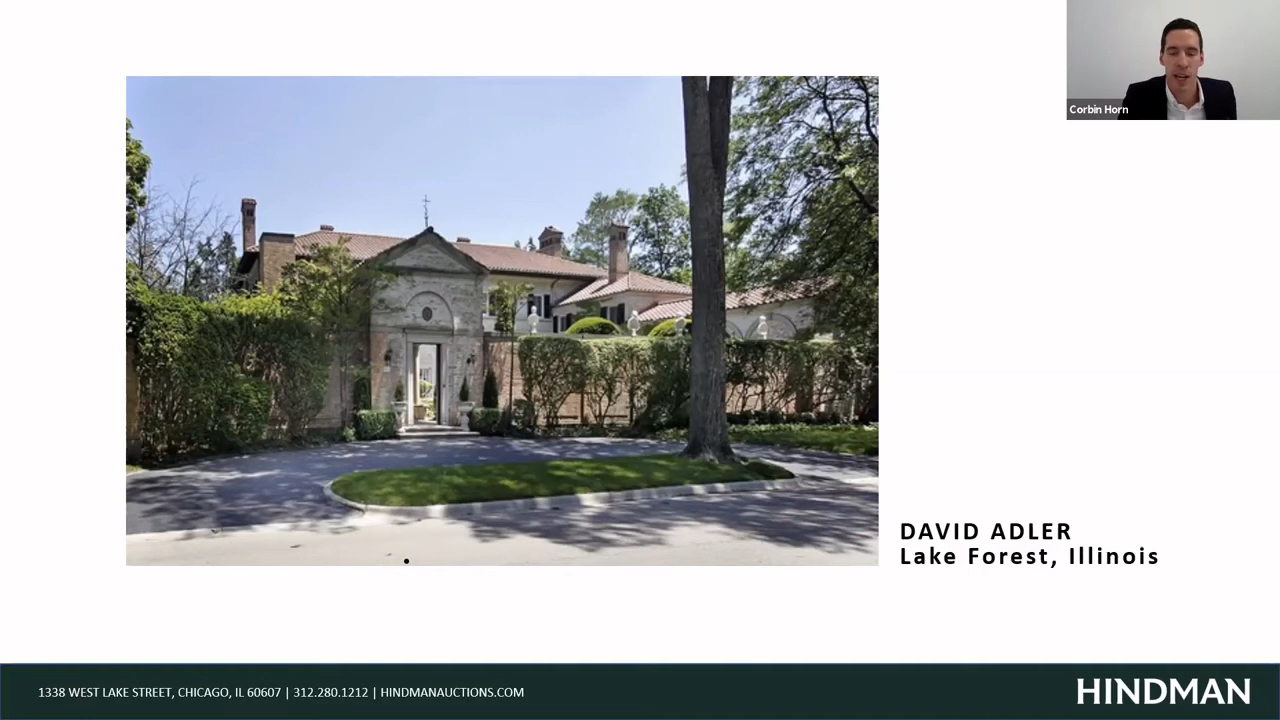 Corbin Horn
DAVID ADLER
Lake Forest, Illinois
1338 WEST LAKE STREET, CHICAGO, IL 60607 | 312.280.1212 | HINDMANAUCTIONS.COM
HINDMAN